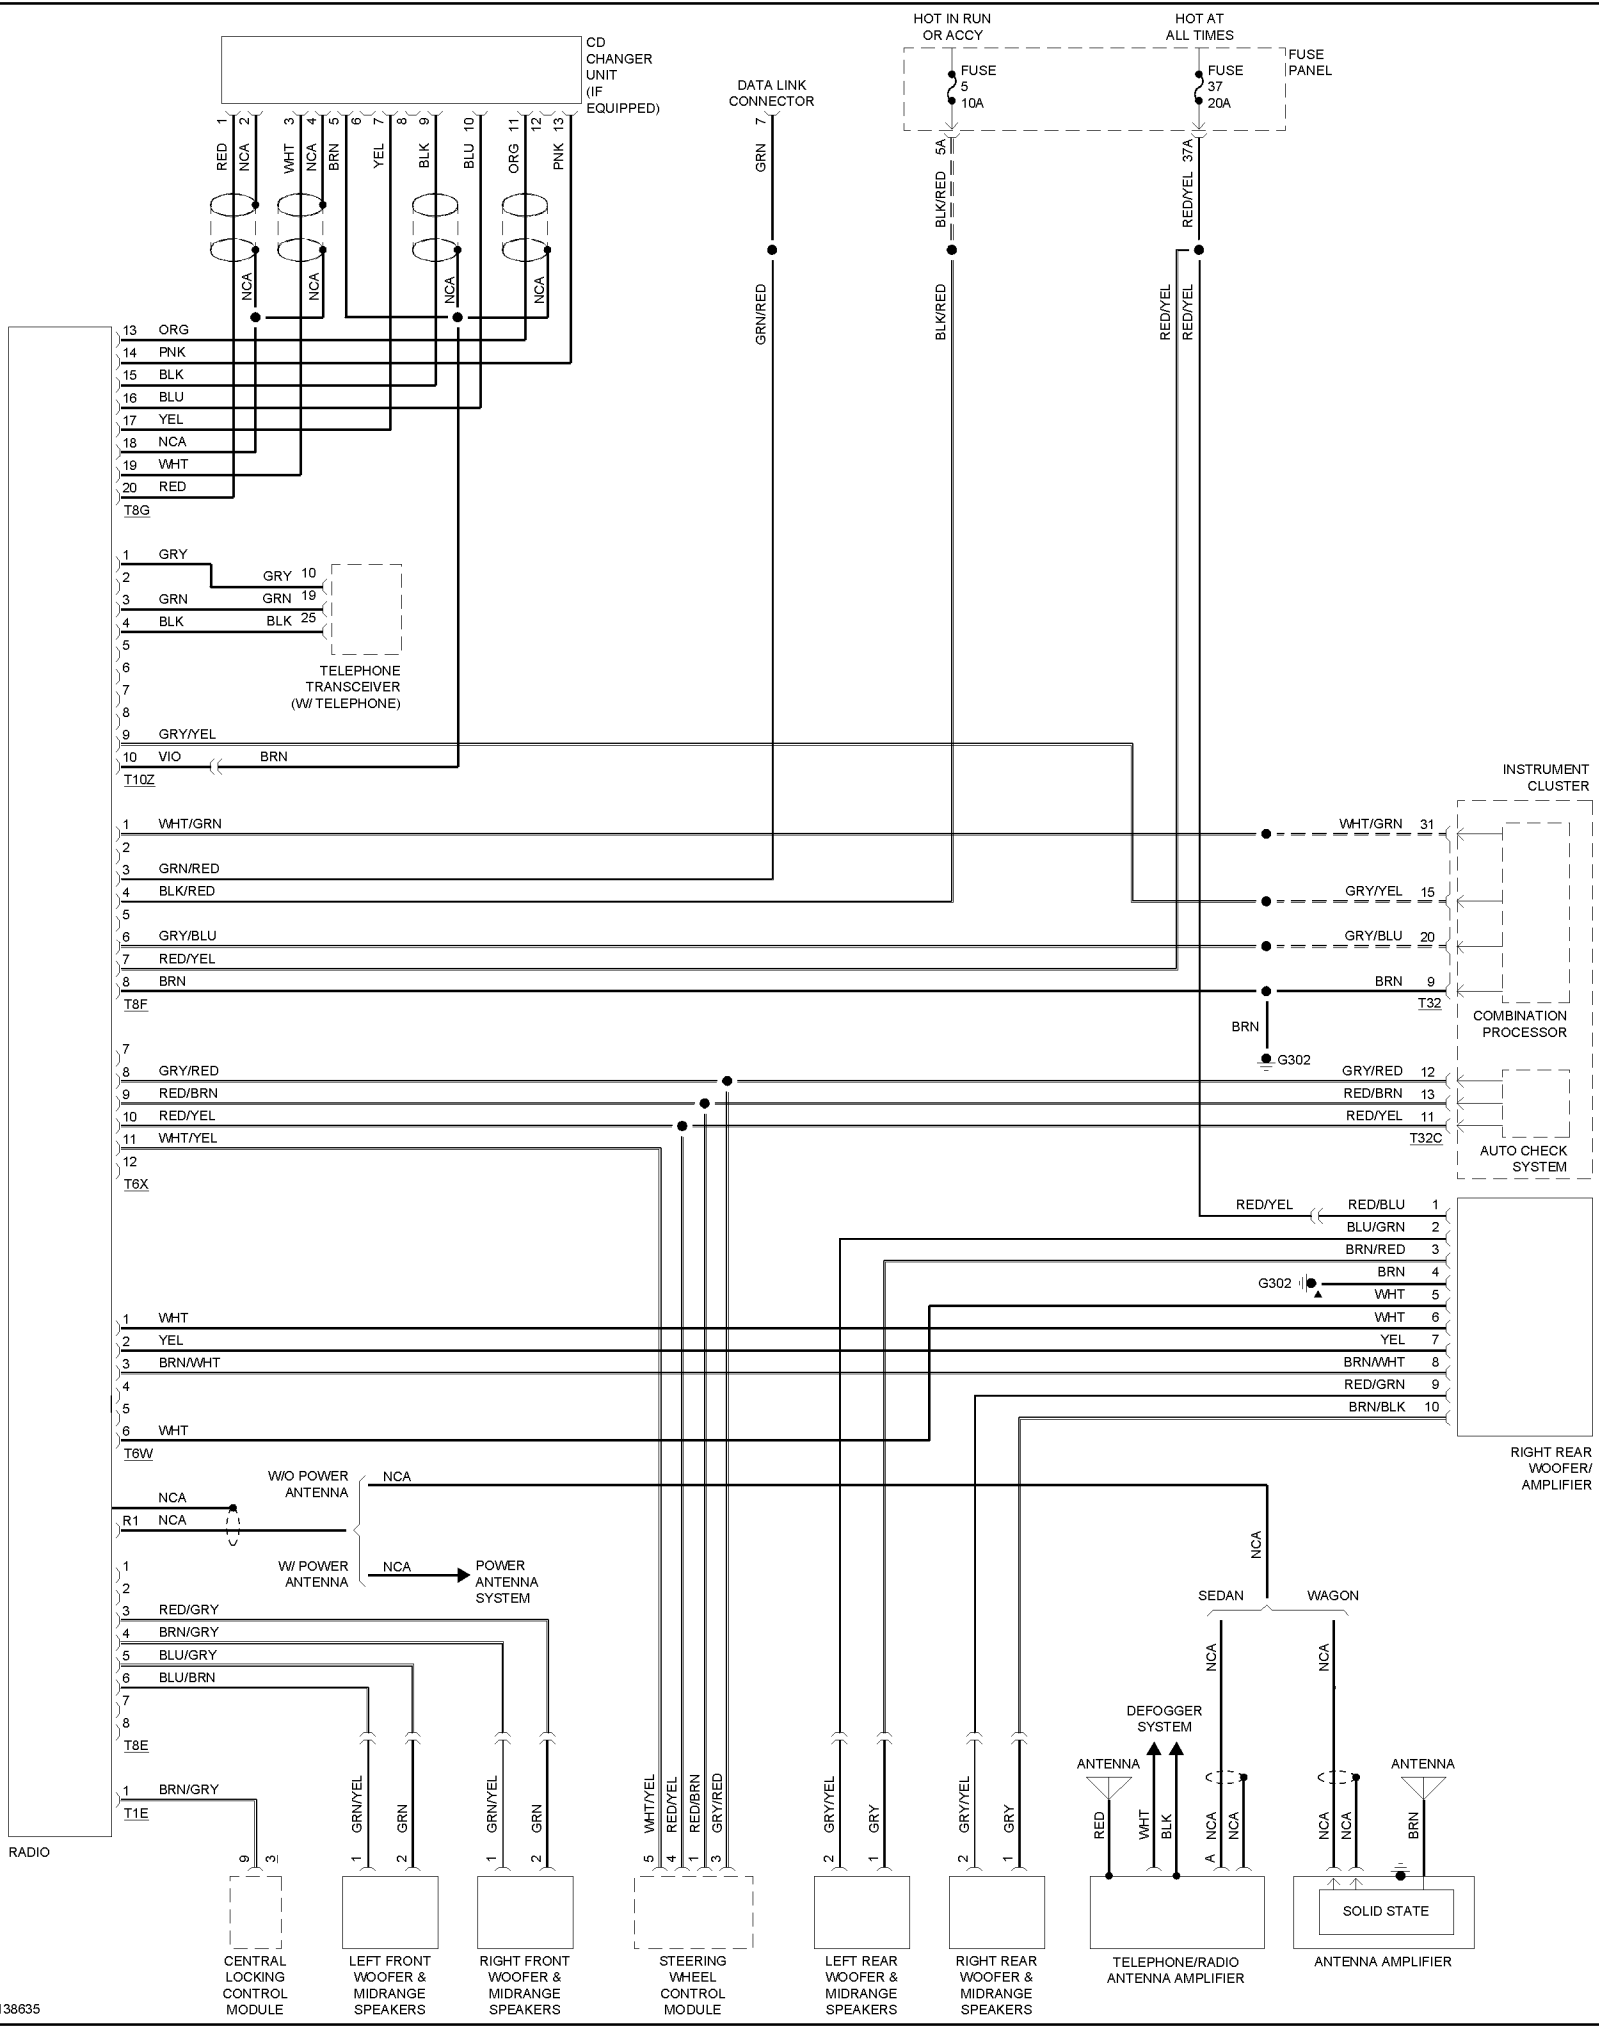 HOT IN RUN
OR ACCY
HOT AT
ALL TIMES
CD
CHANGER
UNIT
(IF
EQUIPPED)
FUSE
PANEL
FUSE
5
10A
FUSE
37
20A
DATA LINK
CONNECTOR
1 2 3 4 5 6 7 8 9 10 11 12 13
RED NCA WHT NCA BRN YEL BLK BLU ORG PNK
7
GRN
5A
BLK/RED
37A
RED/YEL
NCA NCA NCA NCA
GRN/RED
BLK/RED
RED/YEL
RED/YEL
13 ORG
14 PNK
15 BLK
16 BLU
17 YEL
18 NCA
19 WHT
20 RED
T8G
1 GRY
2 GRY 10
3 GRN GRN 19
4 BLK BLK 25
5
6
7
8
TELEPHONE
TRANSCEIVER
(W/ TELEPHONE)
9 GRY/YEL
10 VIO BRN
T10Z
INSTRUMENT
CLUSTER
1 WHT/GRN WHT/GRN 31
2
3 GRN/RED
4 BLK/RED GRY/YEL 15
5
6 GRY/BLU GRY/BLU 20
7 RED/YEL
8 BRN BRN 9
T8F T32
COMBINATION
PROCESSOR
BRN
G302
7
8 GRY/RED GRY/RED 12
9 RED/BRN RED/BRN 13
10 RED/YEL RED/YEL 11
11 WHT/YEL T32C
12
T6X
AUTO CHECK
SYSTEM
RED/YEL RED/BLU 1
BLU/GRN 2
BRN/RED 3
G302 BRN 4
WHT 5
1 WHT WHT 6
2 YEL YEL 7
3 BRN/WHT BRN/WHT 8
4 RED/GRN 9
5 BRN/BLK 10
6 WHT
T6W
RIGHT REAR
WOOFER/
AMPLIFIER
W/O POWER
ANTENNA
NCA
NCA
R1 NCA
NCA
W/ POWER
ANTENNA
NCA
POWER
ANTENNA
SYSTEM
SEDAN WAGON
1
2
3 RED/GRY
4 BRN/GRY
5 BLU/GRY
6 BLU/BRN
7
8
T8E
NCA NCA
DEFOGGER
SYSTEM
ANTENNA ANTENNA
1 BRN/GRY
T1E
RADIO
GRN/YEL GRN GRN/YEL GRN WHT/YEL RED/YEL RED/BRN GRY/RED GRY/YEL GRY GRY/YEL GRY RED WHT BLK NCA NCA NCA NCA BRN
9 3 1 2 1 2 5 4 1 3 2 1 2 1 A
SOLID STATE
CENTRAL
LOCKING
CONTROL
MODULE
LEFT FRONT
WOOFER &
MIDRANGE
SPEAKERS
RIGHT FRONT
WOOFER &
MIDRANGE
SPEAKERS
STEERING
WHEEL
CONTROL
MODULE
LEFT REAR
WOOFER &
MIDRANGE
SPEAKERS
RIGHT REAR
WOOFER &
MIDRANGE
SPEAKERS
TELEPHONE/RADIO
ANTENNA AMPLIFIER
ANTENNA AMPLIFIER
138635